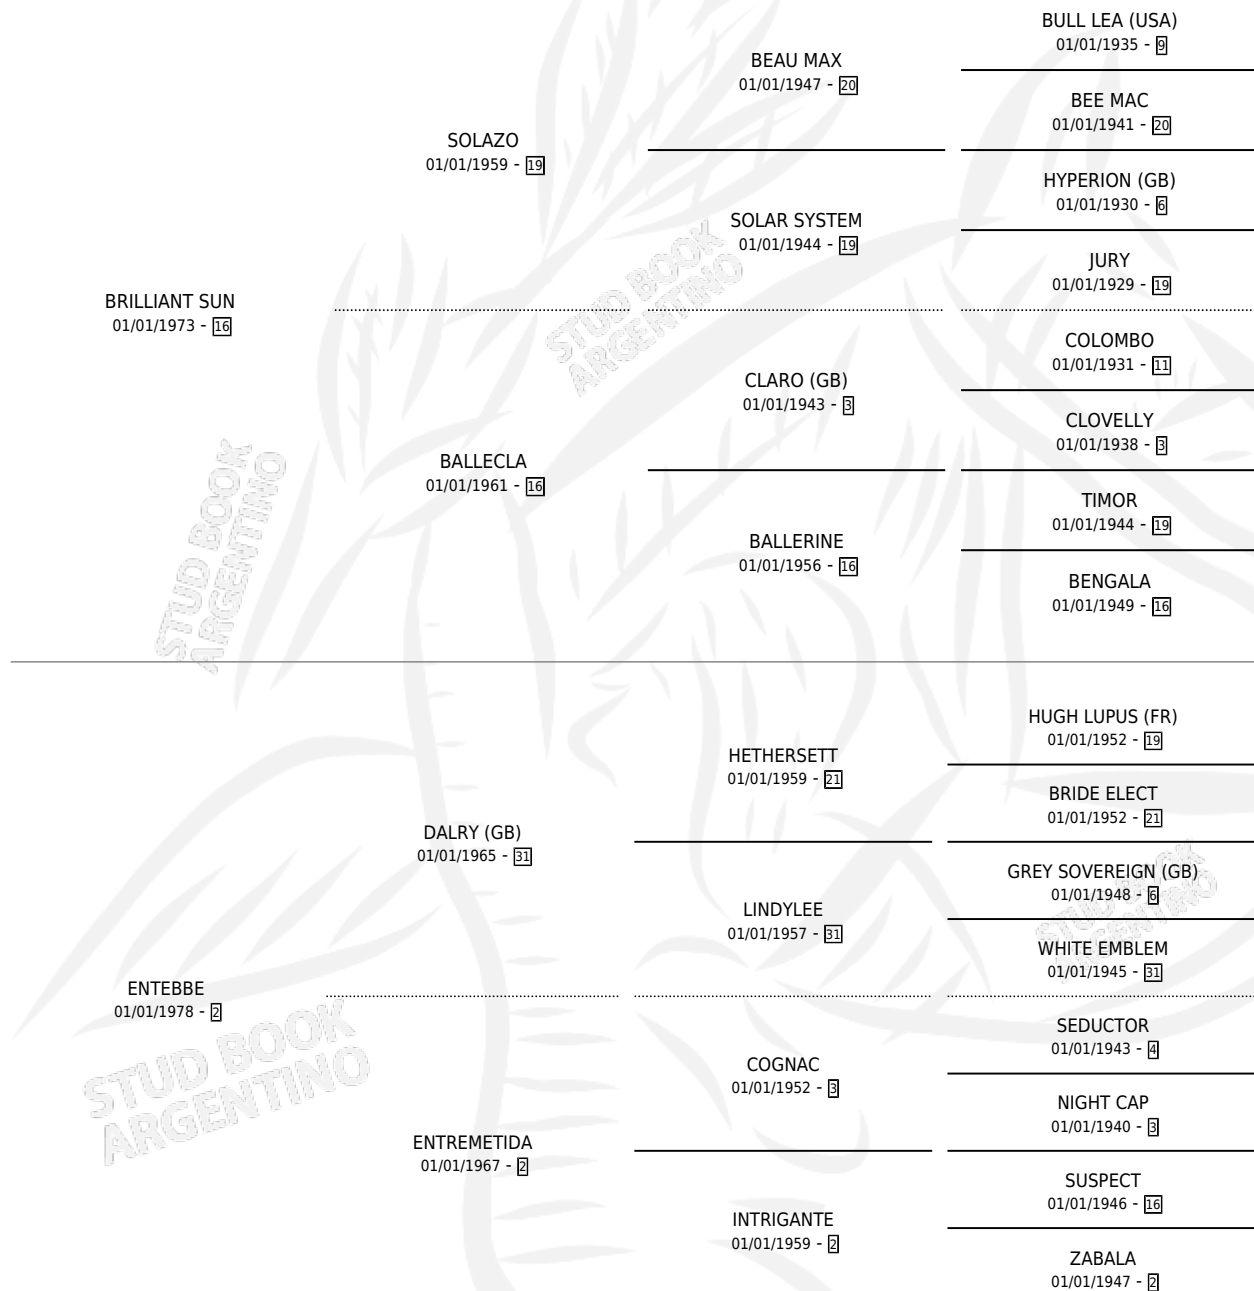 BULL LEA (USA)
01/01/1935 - 9
BEAU MAX
01/01/1947 - 20
BEE MAC
01/01/1941 - 20
SOLAZO
01/01/1959 - 19
HYPERION (GB)
01/01/1930 - 6
SOLAR SYSTEM
01/01/1944 - 19
JURY
01/01/1929 - 19
BRILLIANT SUN
01/01/1973 - 16
STUD BOOK
ARGENTINO
COLOMBO
01/01/1931 - 11
CLARO (GB)
01/01/1943 - 3
CLOVELLY
01/01/1938 - 3
BALLECLA
01/01/1961 - 16
TIMOR
01/01/1944 - 19
BALLERINE
01/01/1956 - 16
BENGALA
01/01/1949 - 16
STUD BOOK
ARGENTINO
HUGH LUPUS (FR)
01/01/1952 - 19
HETHERSETT
01/01/1959 - 21
BRIDE ELECT
01/01/1952 - 21
DALRY (GB)
01/01/1965 - 31
GREY SOVEREIGN (GB)
01/01/1948 - 6
LINDYLEE
01/01/1957 - 31
STUD BOOK
ARGENTINO
WHITE EMBLEM
01/01/1945 - 31
ENTEBBE
01/01/1978 - 2
SEDUCTOR
01/01/1943 - 4
COGNAC
01/01/1952 - 3
STUD BOOK
ARGENTINO
NIGHT CAP
01/01/1940 - 3
ENTREMETIDA
01/01/1967 - 2
SUSPECT
01/01/1946 - 16
INTRIGANTE
01/01/1959 - 2
ZABALA
01/01/1947 - 2